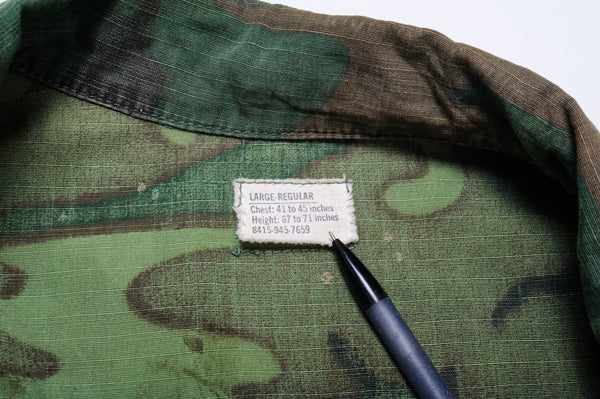 LARGE-REGULAR
Chest: 41 to 45 inches
Height: 67 to 71 inches
8415-945-7659